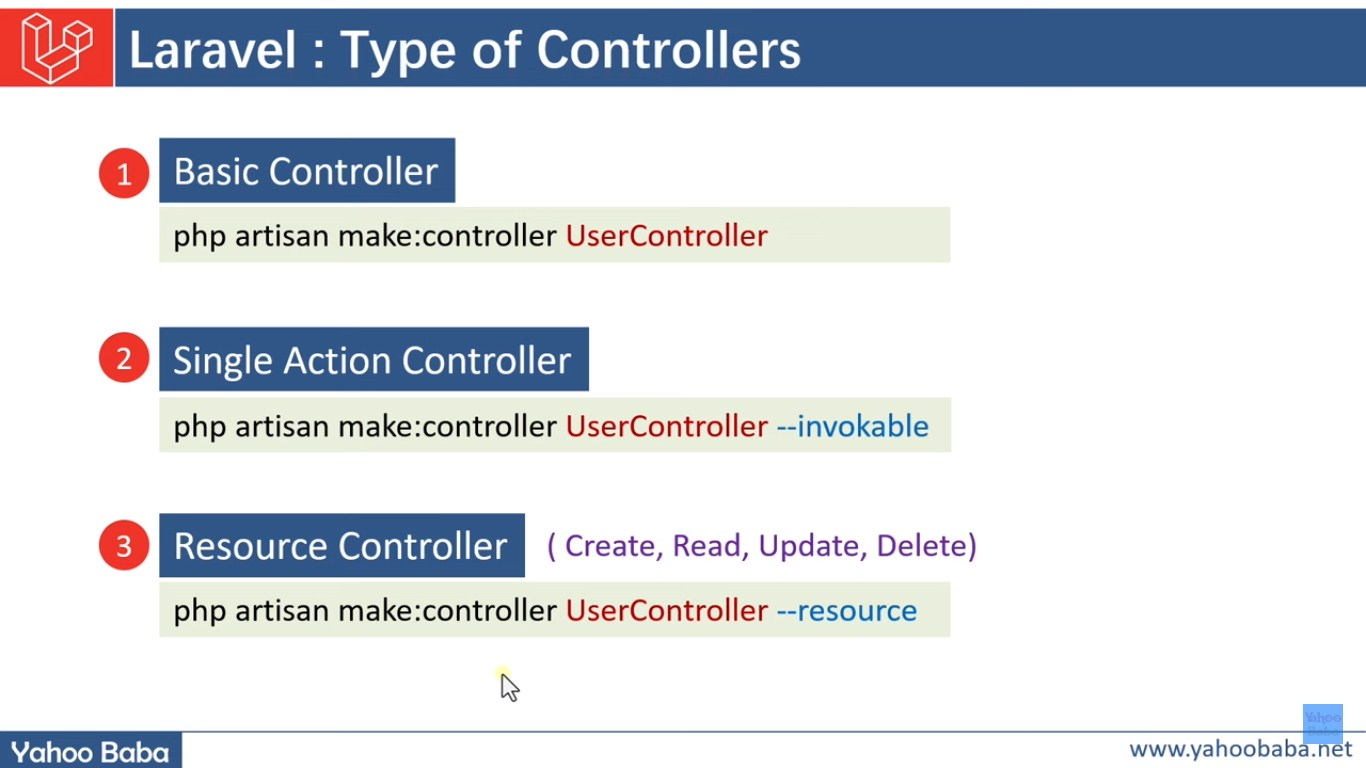 Laravel : Type of Controllers
1 Basic Controller
php artisan make:controller UserController
2 Single Action Controller
php artisan make:controller UserController --invokable
3 Resource Controller ( Create, Read, Update, Delete)
php artisan make:controller UserController --resource
Yahoo Baba
Yahoo Baba
www.yahoobaba.net